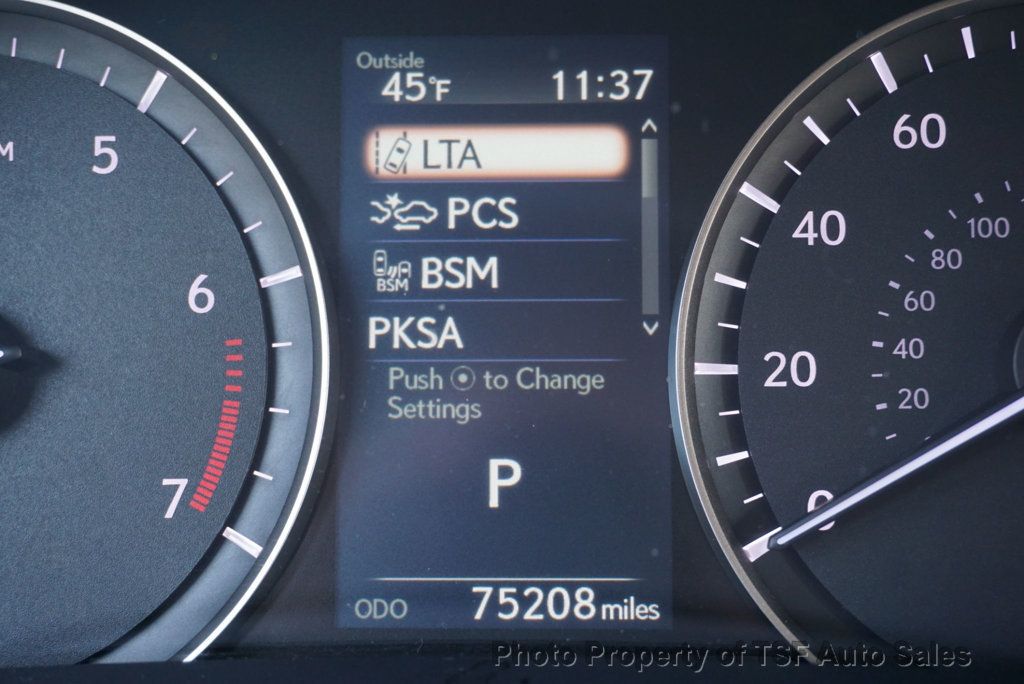 Outside
45°F 11:37
LTA
PCS
BSM BSM
PKSA
Push to Change
Settings
P
ODO 75208 miles
M
5
6
7
60
40
20
0
100
80
60
40
20
Photo Property of TSF Auto Sales